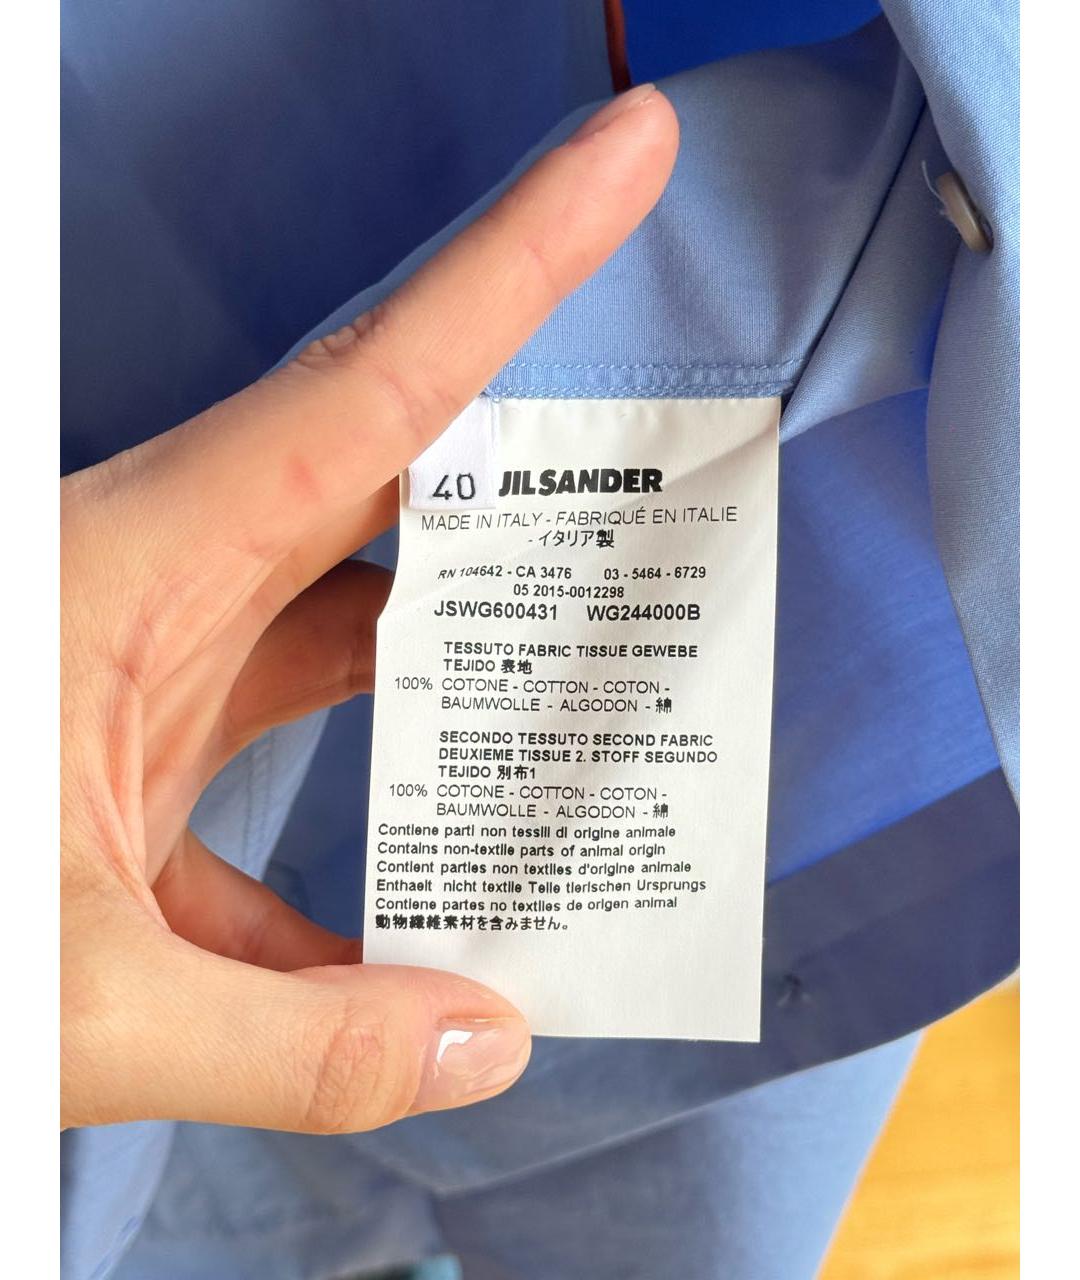 40 JIL SANDER
MADE IN ITALY - FABRIQUÉ EN ITALIE
- イタリア製
RN 104642 - CA 3476 03 - 5464 - 6729
05 2015-0012298
JSWG600431 WG244000B
TESSUTO FABRIC TISSUE GEWEBE
TEJIDO 表地
100% COTONE - COTTON - COTON -
BAUMWOLLE - ALGODON - 綿
SECONDO TESSUTO SECOND FABRIC
DEUXIEME TISSUE 2. STOFF SEGUNDO
TEJIDO 別布1
100% COTONE - COTTON - COTON -
BAUMWOLLE - ALGODON - 綿
Contiene parti non tessili di origine animale
Contains non-textile parts of animal origin
Contient parties non textiles d'origine animale
Enthaelt nicht textile Teile tierischen Ursprungs
Contiene partes no textiles de origen animal
動物繊維素材を含みません。